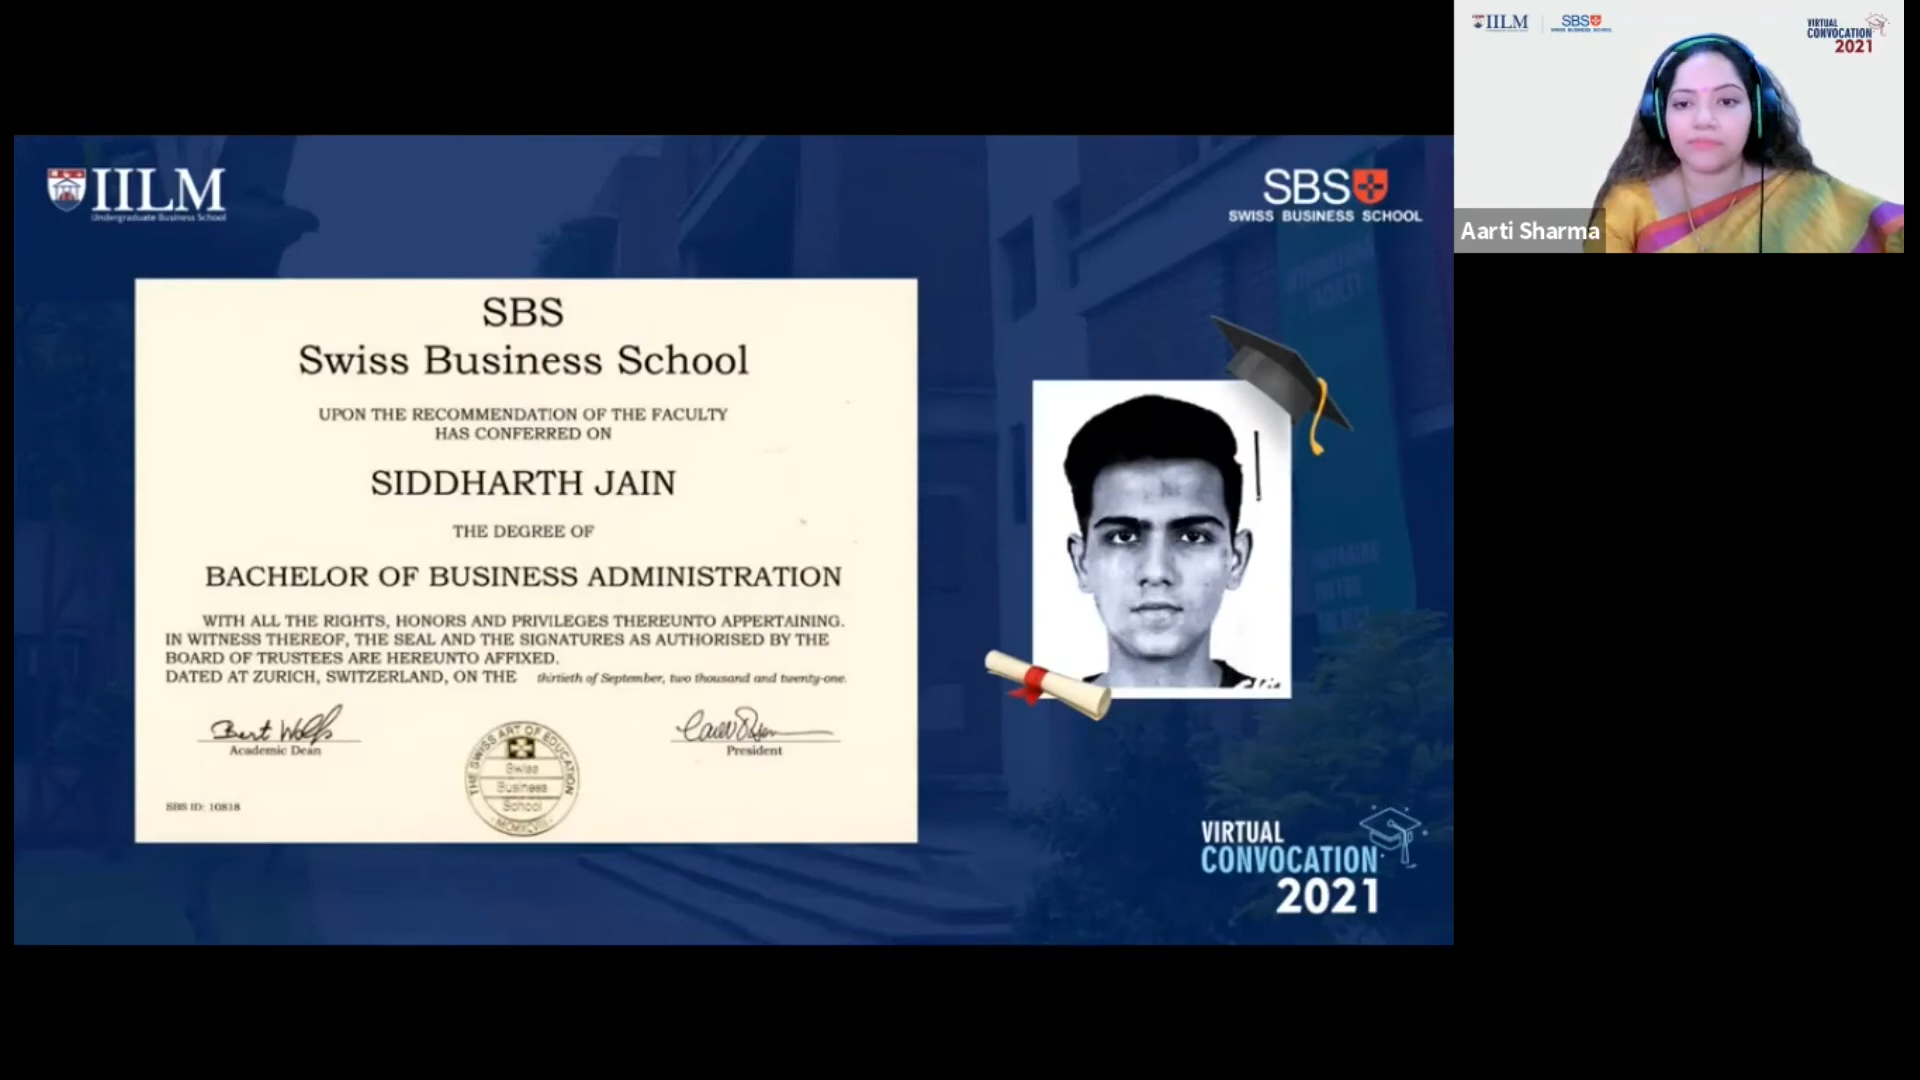 IILM
Undergraduate Business School
SBS
SWISS BUSINESS SCHOOL
SBS
Swiss Business School
UPON THE RECOMMENDATION OF THE FACULTY
HAS CONFERRED ON
SIDDHARTH JAIN
THE DEGREE OF
BACHELOR OF BUSINESS ADMINISTRATION
WITH ALL THE RIGHTS, HONORS AND PRIVILEGES THEREUNTO APPERTAINING.
IN WITNESS THEREOF, THE SEAL AND THE SIGNATURES AS AUTHORISED BY THE
BOARD OF TRUSTEES ARE HEREUNTO AFFIXED.
DATED AT ZURICH, SWITZERLAND, ON THE thirtieth of September, two thousand and twenty-one.
Bert Wolfs
Academic Dean
President
THE SWISS ART OF EDUCATION
Swiss
Business
School
SBS ID: 10818
VIRTUAL
CONVOCATION
2021
IILM
SBS
SWISS BUSINESS SCHOOL
VIRTUAL
CONVOCATION
2021
Aarti Sharma